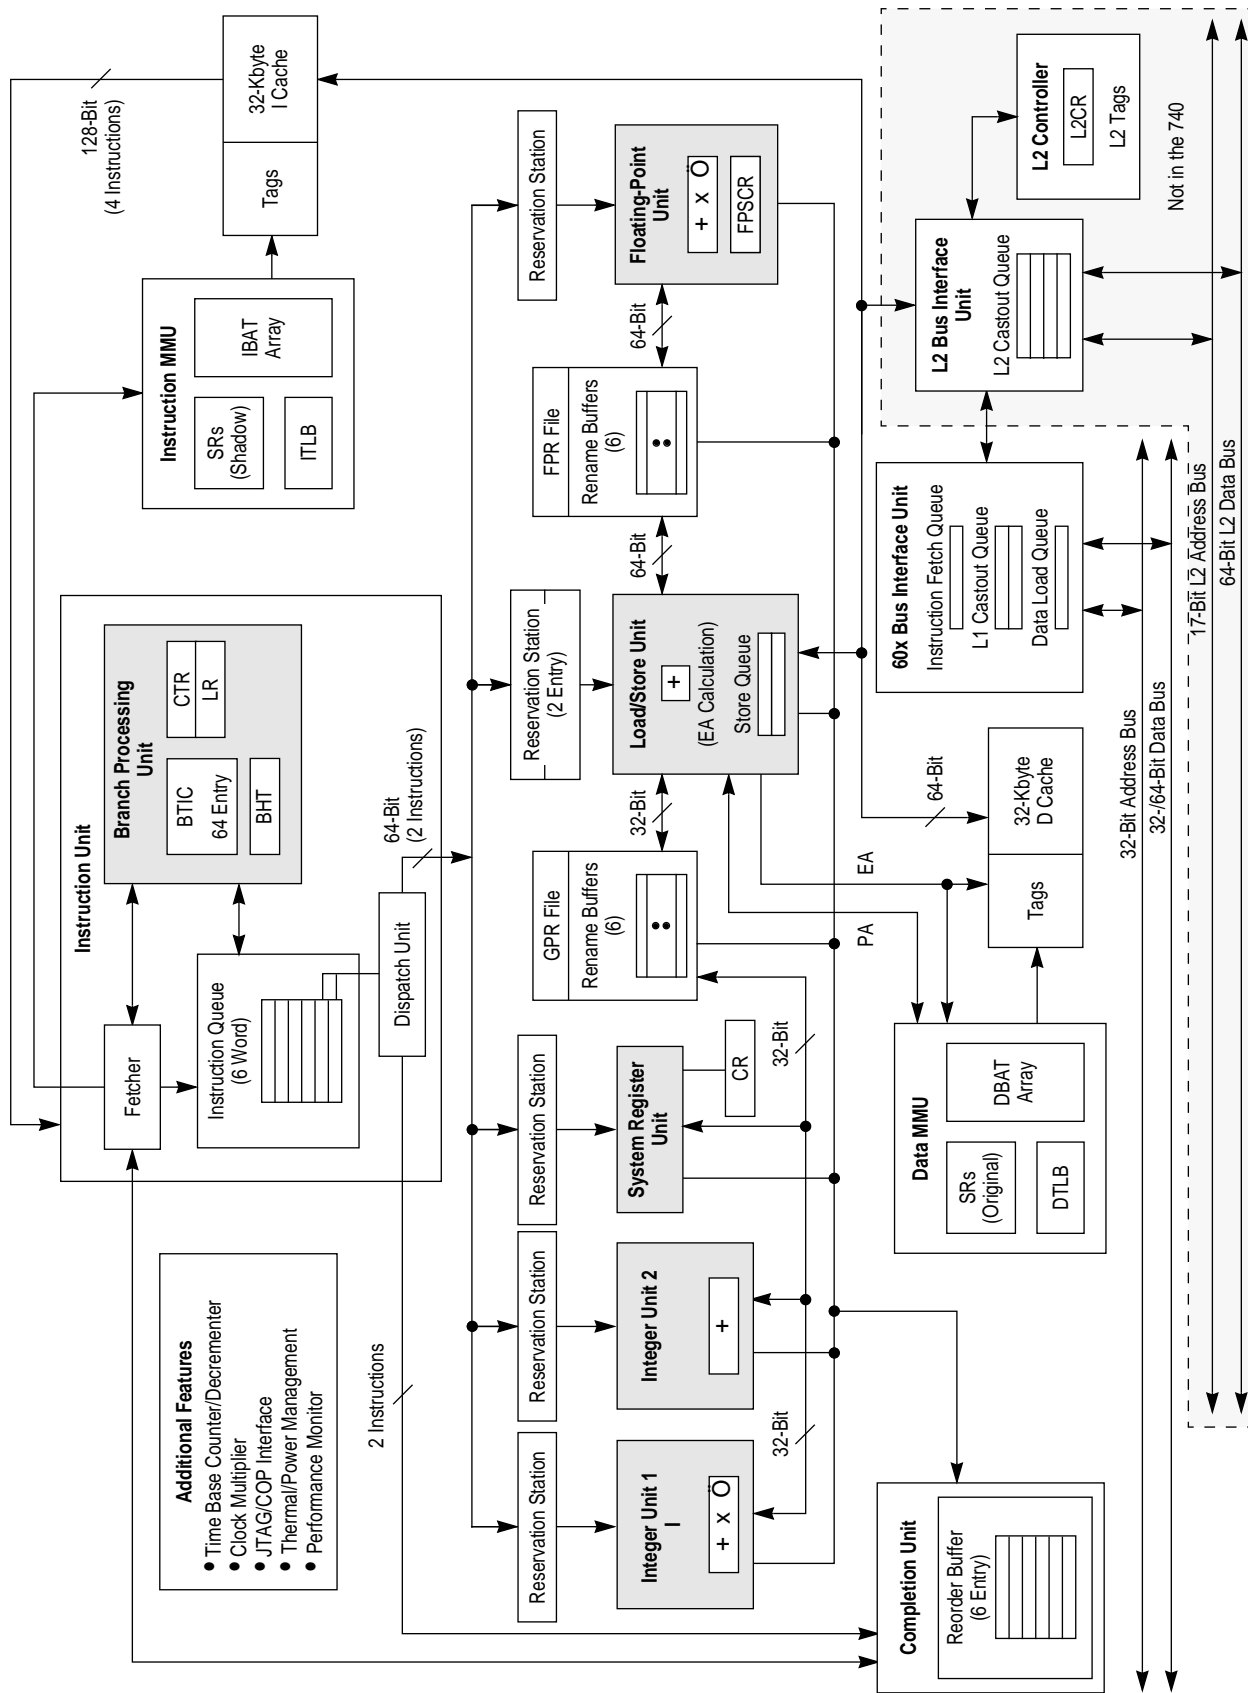 Additional Features
• Time Base Counter/Decrementer
• Clock Multiplier
• JTAG/COP Interface
• Thermal/Power Management
• Performance Monitor
Instruction Unit
Fetcher
Branch Processing
Unit
BTIC
64 Entry
CTR
LR
BHT
Instruction Queue
(6 Word)
Dispatch Unit
2 Instructions
64-Bit
(2 Instructions)
Instruction MMU
SRs
(Shadow)
ITLB
IBAT
Array
128-Bit
(4 Instructions)
Tags
32-Kbyte
I Cache
Reservation Station
Reservation Station
Reservation Station
Reservation Station
(2 Entry)
Reservation Station
Integer Unit 1
I
+ x Ö
Integer Unit 2
+
System Register
Unit
CR
32-Bit
32-Bit
GPR File
Rename Buffers
(6)
32-Bit
Load/Store Unit
+
(EA Calculation)
Store Queue
64-Bit
FPR File
Rename Buffers
(6)
64-Bit
Floating-Point
Unit
+ x Ö
FPSCR
PA
EA
64-Bit
Completion Unit
Reorder Buffer
(6 Entry)
Data MMU
SRs
(Original)
DTLB
DBAT
Array
Tags
32-Kbyte
D Cache
60x Bus Interface Unit
Instruction Fetch Queue
L1 Castout Queue
Data Load Queue
L2 Bus Interface
Unit
L2 Castout Queue
L2 Controller
L2CR
L2 Tags
Not in the 740
32-Bit Address Bus
32-/64-Bit Data Bus
17-Bit L2 Address Bus
64-Bit L2 Data Bus